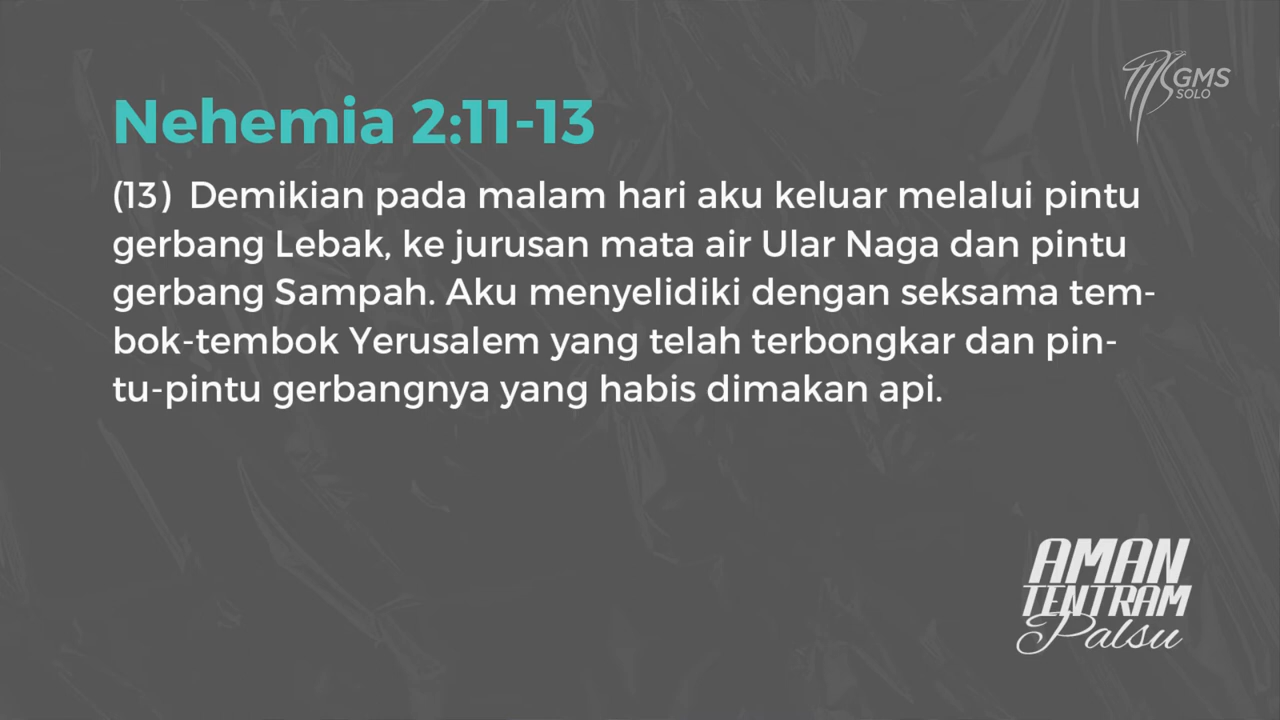 GMS
SOLO
Nehemia 2:11-13
(13) Demikian pada malam hari aku keluar melalui pintu
gerbang Lebak, ke jurusan mata air Ular Naga dan pintu
gerbang Sampah. Aku menyelidiki dengan seksama tem-
bok-tembok Yerusalem yang telah terbongkar dan pin-
tu-pintu gerbangnya yang habis dimakan api.
AMAN
TENTRAM
Palsu